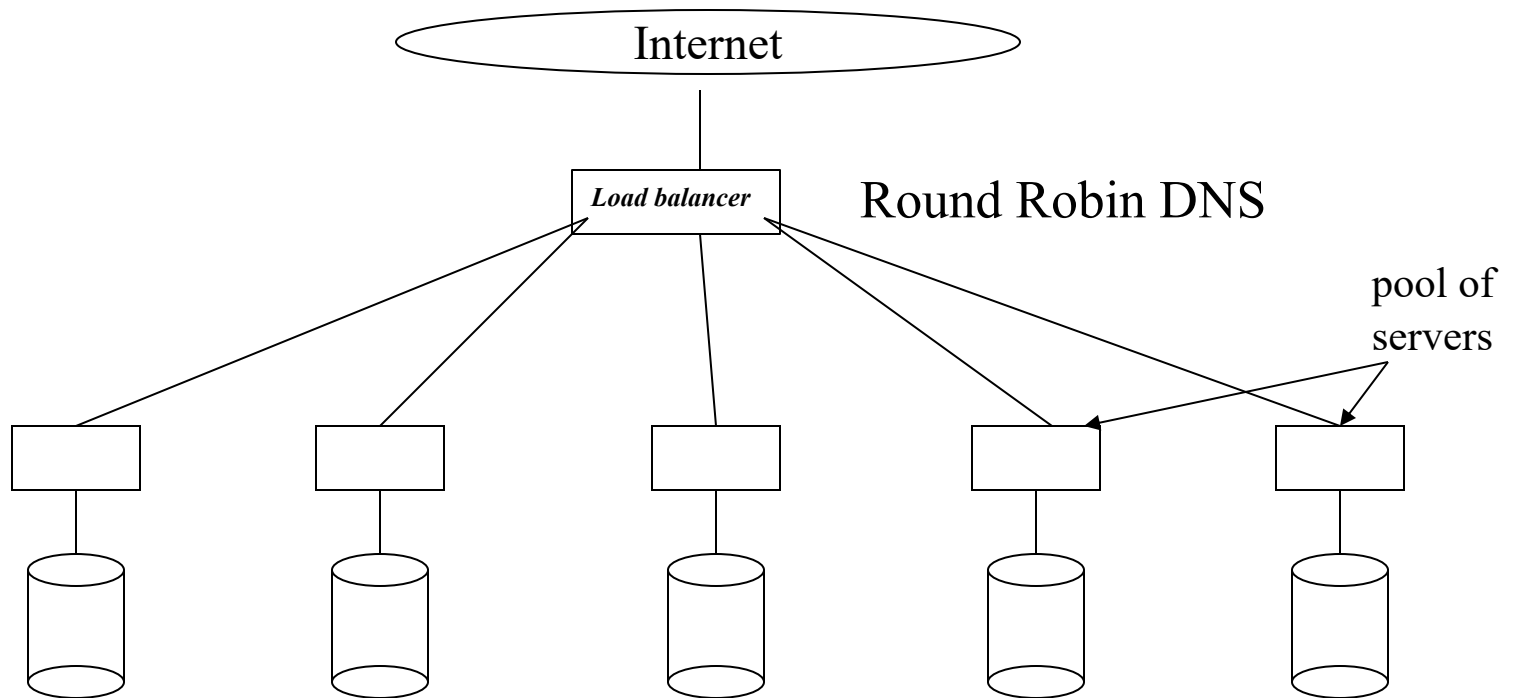 Internet
Load balancer
Round Robin DNS
pool of
servers